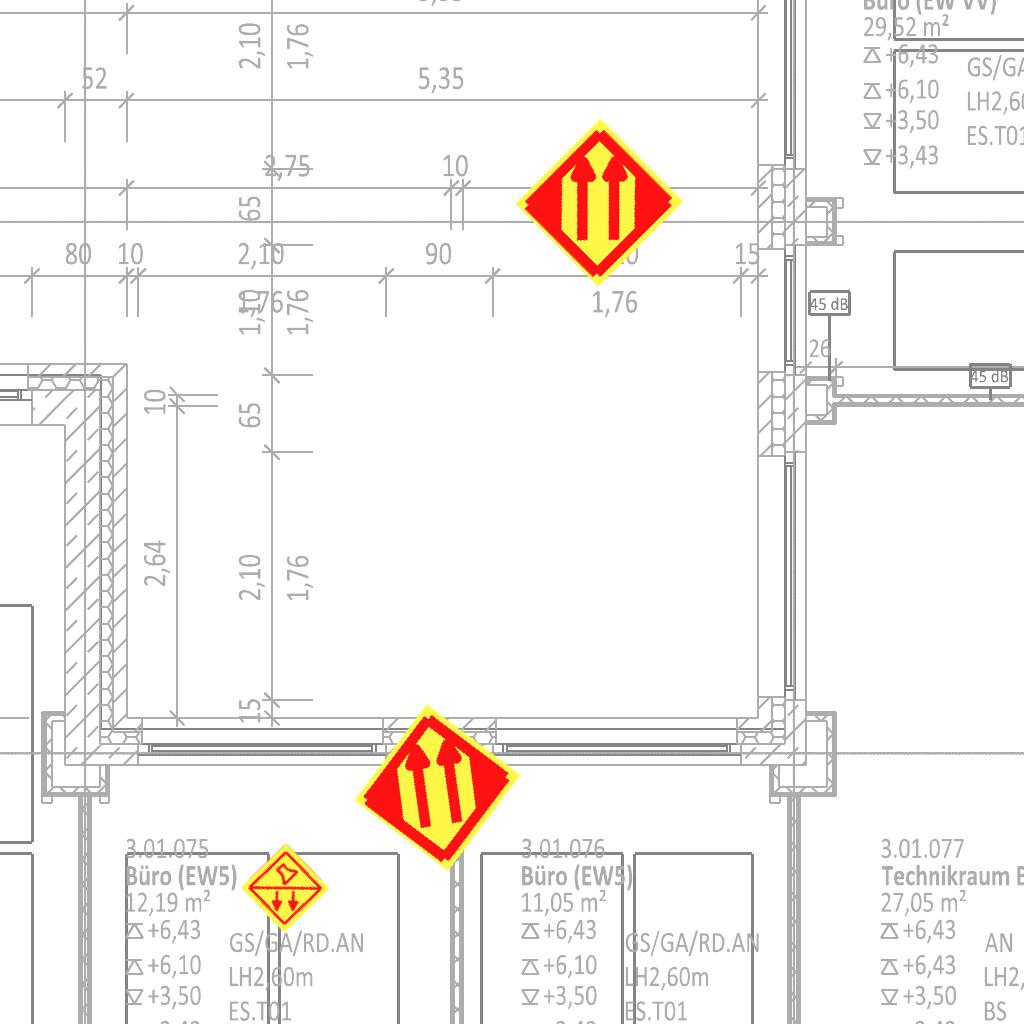 Büro (EW VV)
29,52 m²
+6,43
+6,10
+3,50
+3,43
GS/GA
LH2,60
ES.T01
2,10
1,76
52
5,35
2,75
10
65
80
10
2,10
90
15
1,76
1,76
1,76
45 dB
26
45 dB
10
65
2,64
2,10
1,76
15
3.01.075
Büro (EW5)
12,19 m²
+6,43
+6,10
+3,50
GS/GA/RD.AN
LH2,60m
ES.T01
3.01.076
Büro (EW5)
11,05 m²
+6,43
+6,10
+3,50
GS/GA/RD.AN
LH2,60m
ES.T01
3.01.077
Technikraum
27,05 m²
+6,43
+6,43
+3,50
AN
LH2,
BS